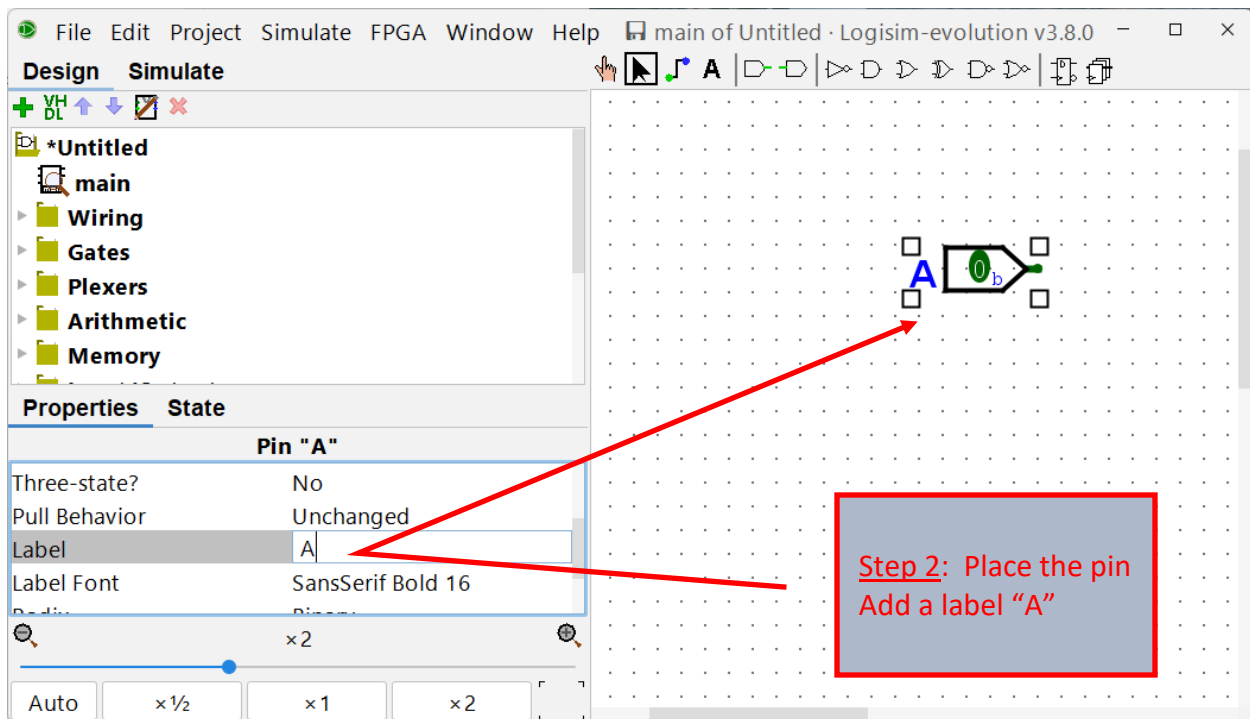 File Edit Project Simulate FPGA Window Help main of Untitled · Logisim-evolution v3.8.0
Design Simulate
A
VH
DL
*Untitled
main
Wiring
Gates
Plexers
Arithmetic
Memory
Properties State
Pin "A"
Three-state? No
Pull Behavior Unchanged
Label A
Label Font SansSerif Bold 16
×2
Auto ×½ ×1 ×2
A 0 b
Step 2: Place the pin
Add a label “A”